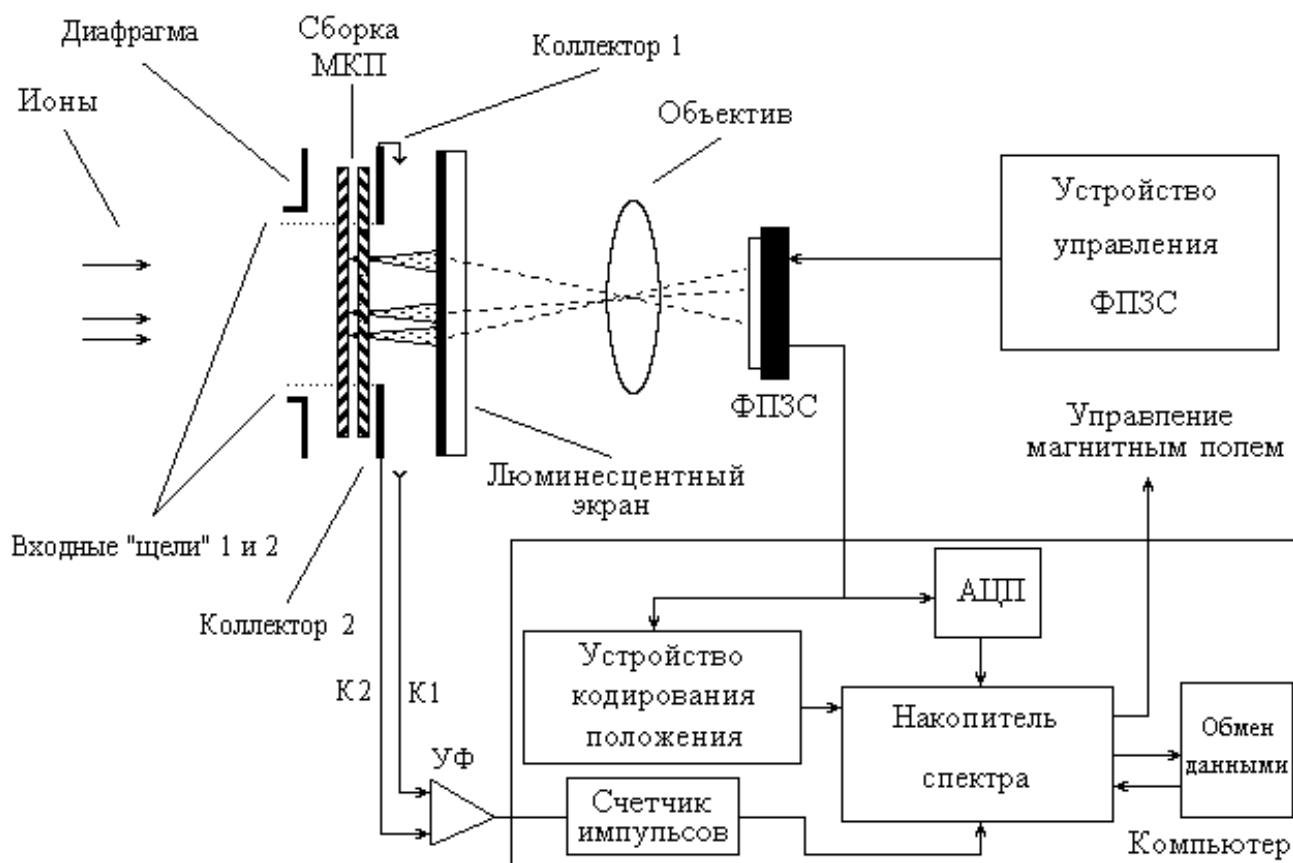 Диафрагма
Сборка
МКП
Коллектор 1
Ионы
Объектив
Устройство
управления
ФПЗС
ФПЗС
Управление
магнитным полем
Люминесцентный
экран
Входные "щели" 1 и 2
Коллектор 2
АЦП
Устройство
кодирования
положения
К2
К1
Накопитель
спектра
Обмен
данными
УФ
Счетчик
импульсов
Компьютер